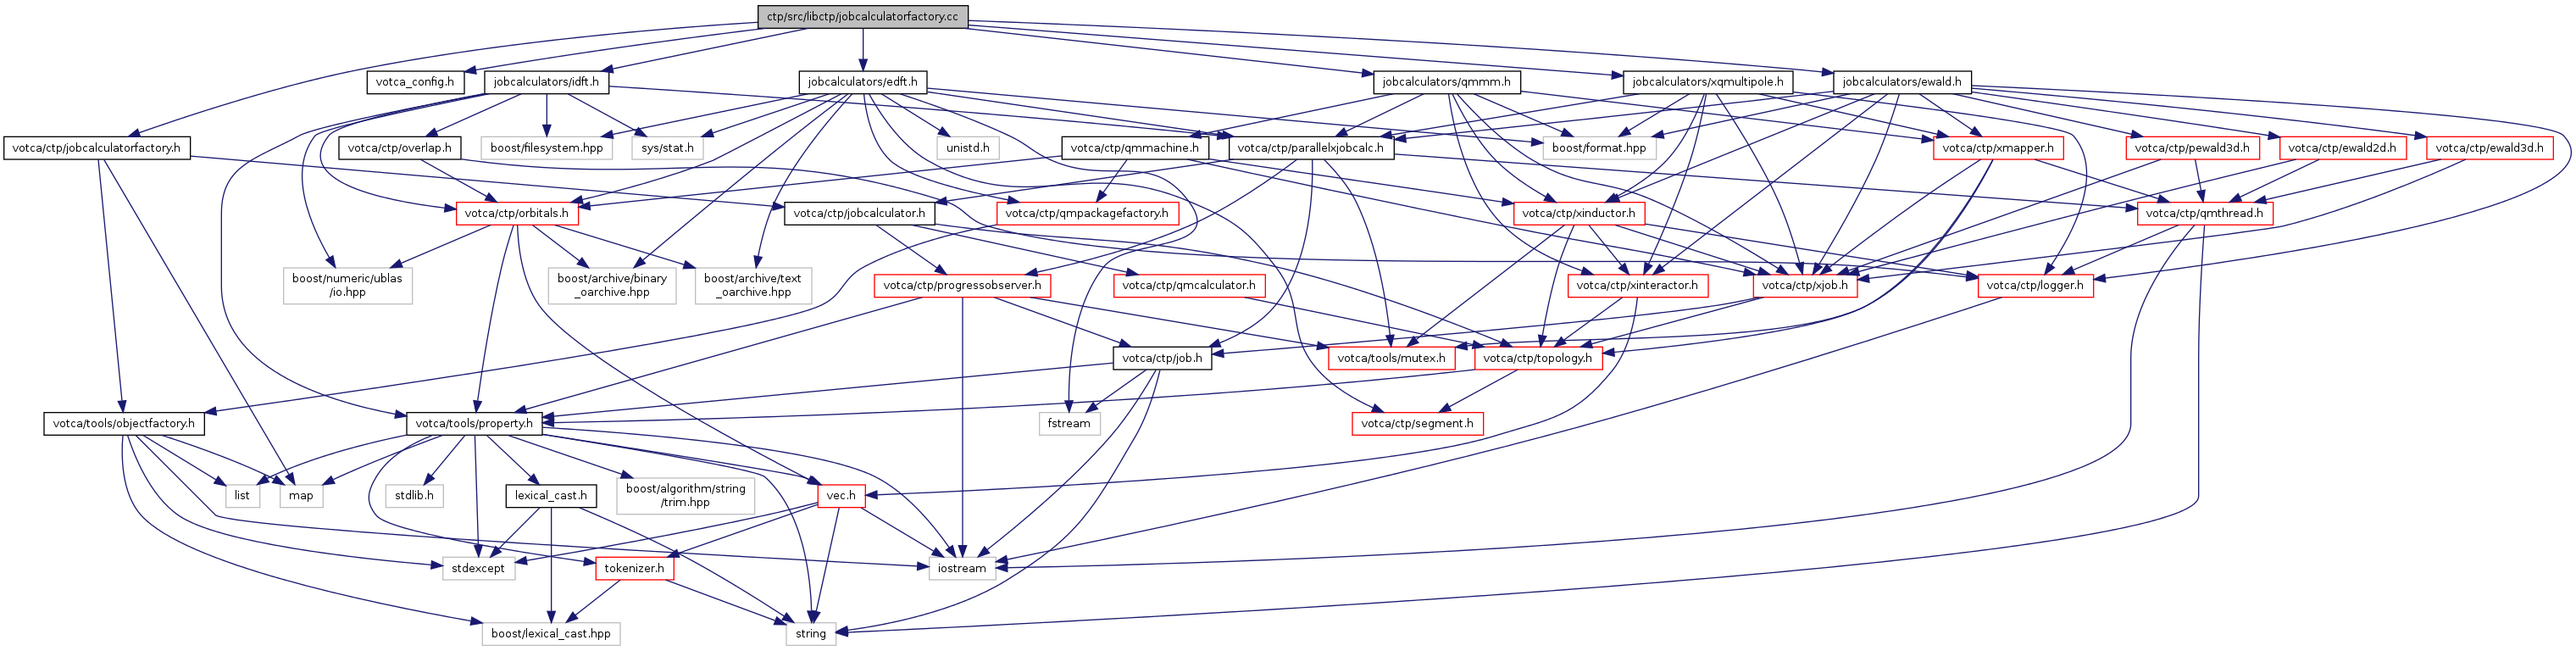 ctp/src/libctp/jobcalculatorfactory.cc
votca_config.h
jobcalculators/idft.h
jobcalculators/edft.h
jobcalculators/qmmm.h
jobcalculators/xqmultipole.h
jobcalculators/ewald.h
votca/ctp/jobcalculatorfactory.h
votca/ctp/overlap.h
boost/filesystem.hpp
sys/stat.h
unistd.h
votca/ctp/qmmachine.h
votca/ctp/parallelxjobcalc.h
boost/format.hpp
votca/ctp/xmapper.h
votca/ctp/pewald3d.h
votca/ctp/ewald2d.h
votca/ctp/ewald3d.h
votca/ctp/orbitals.h
votca/ctp/jobcalculator.h
votca/ctp/qmpackagefactory.h
votca/ctp/xinductor.h
votca/ctp/qmthread.h
boost/numeric/ublas
/io.hpp
boost/archive/binary
_oarchive.hpp
boost/archive/text
_oarchive.hpp
votca/ctp/progressobserver.h
votca/ctp/qmcalculator.h
votca/ctp/xinteractor.h
votca/ctp/xjob.h
votca/ctp/logger.h
votca/ctp/job.h
votca/tools/mutex.h
votca/ctp/topology.h
votca/tools/objectfactory.h
votca/tools/property.h
fstream
votca/ctp/segment.h
list
map
stdlib.h
lexical_cast.h
boost/algorithm/string
/trim.hpp
vec.h
stdexcept
tokenizer.h
iostream
boost/lexical_cast.hpp
string